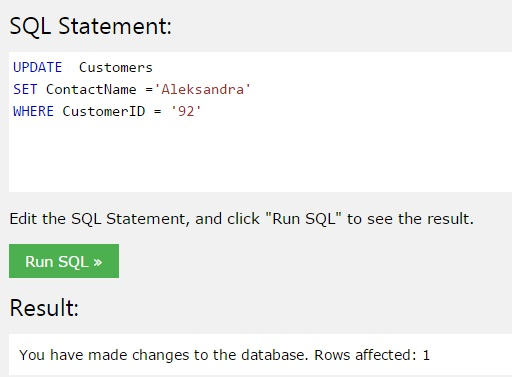 SQL Statement:
UPDATE  Customers
SET ContactName ='Aleksandra'
WHERE CustomerID = '92'
Edit the SQL Statement, and click "Run SQL" to see the result.
Run SQL »
Result:
You have made changes to the database. Rows affected: 1